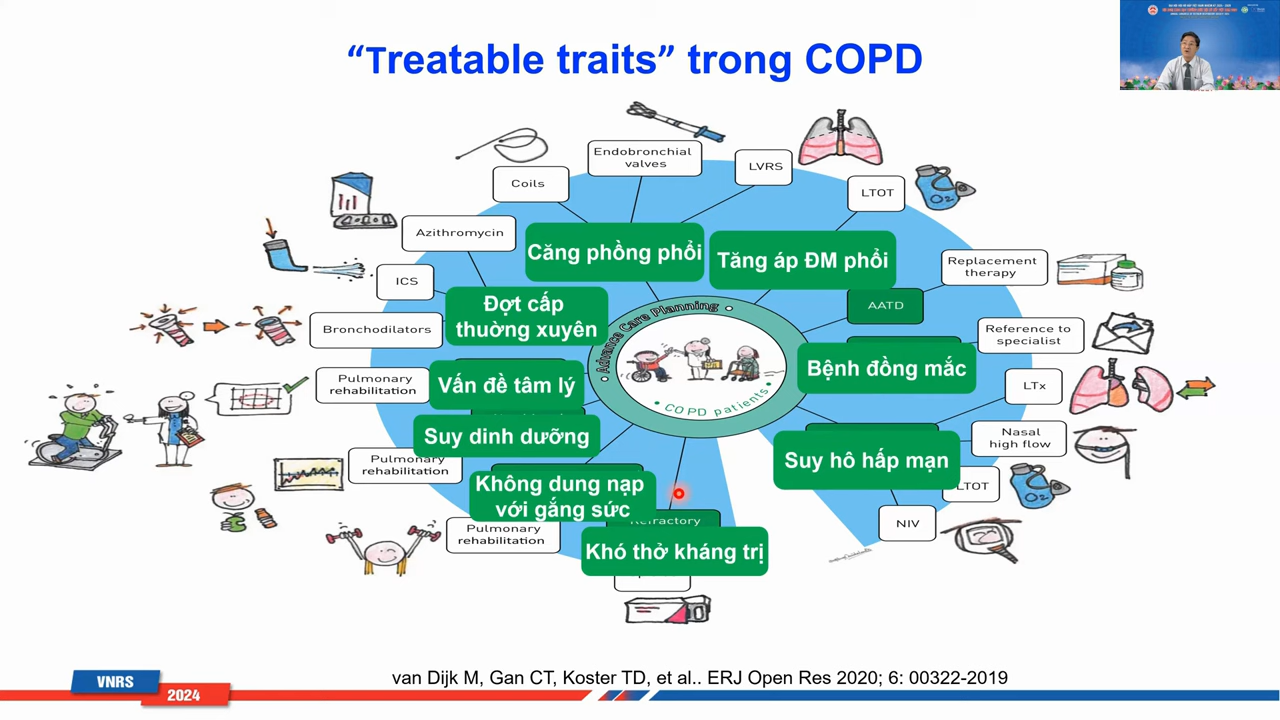 “Treatable traits” trong COPD
Endobronchial
valves
LVRS
Coils
LTOT
Azithromycin
Căng phồng phổi
Tăng áp ĐM phổi
Replacement
therapy
ICS
AATD
Đợt cấp
thuờng xuyên
Bronchodilators
Advance Care Planning
Reference to
specialist
Bệnh đồng mắc
Pulmonary
rehabilitation
Vấn đề tâm lý
LTx
COPD patients
Suy dinh dưỡng
Nasal
high flow
Pulmonary
rehabilitation
Suy hô hấp mạn
Không dung nạp
với gắng sức
LTOT
Refractory
NIV
Pulmonary
rehabilitation
Khó thở kháng trị
van Dijk M, Gan CT, Koster TD, et al.. ERJ Open Res 2020; 6: 00322-2019
VNRS
2024